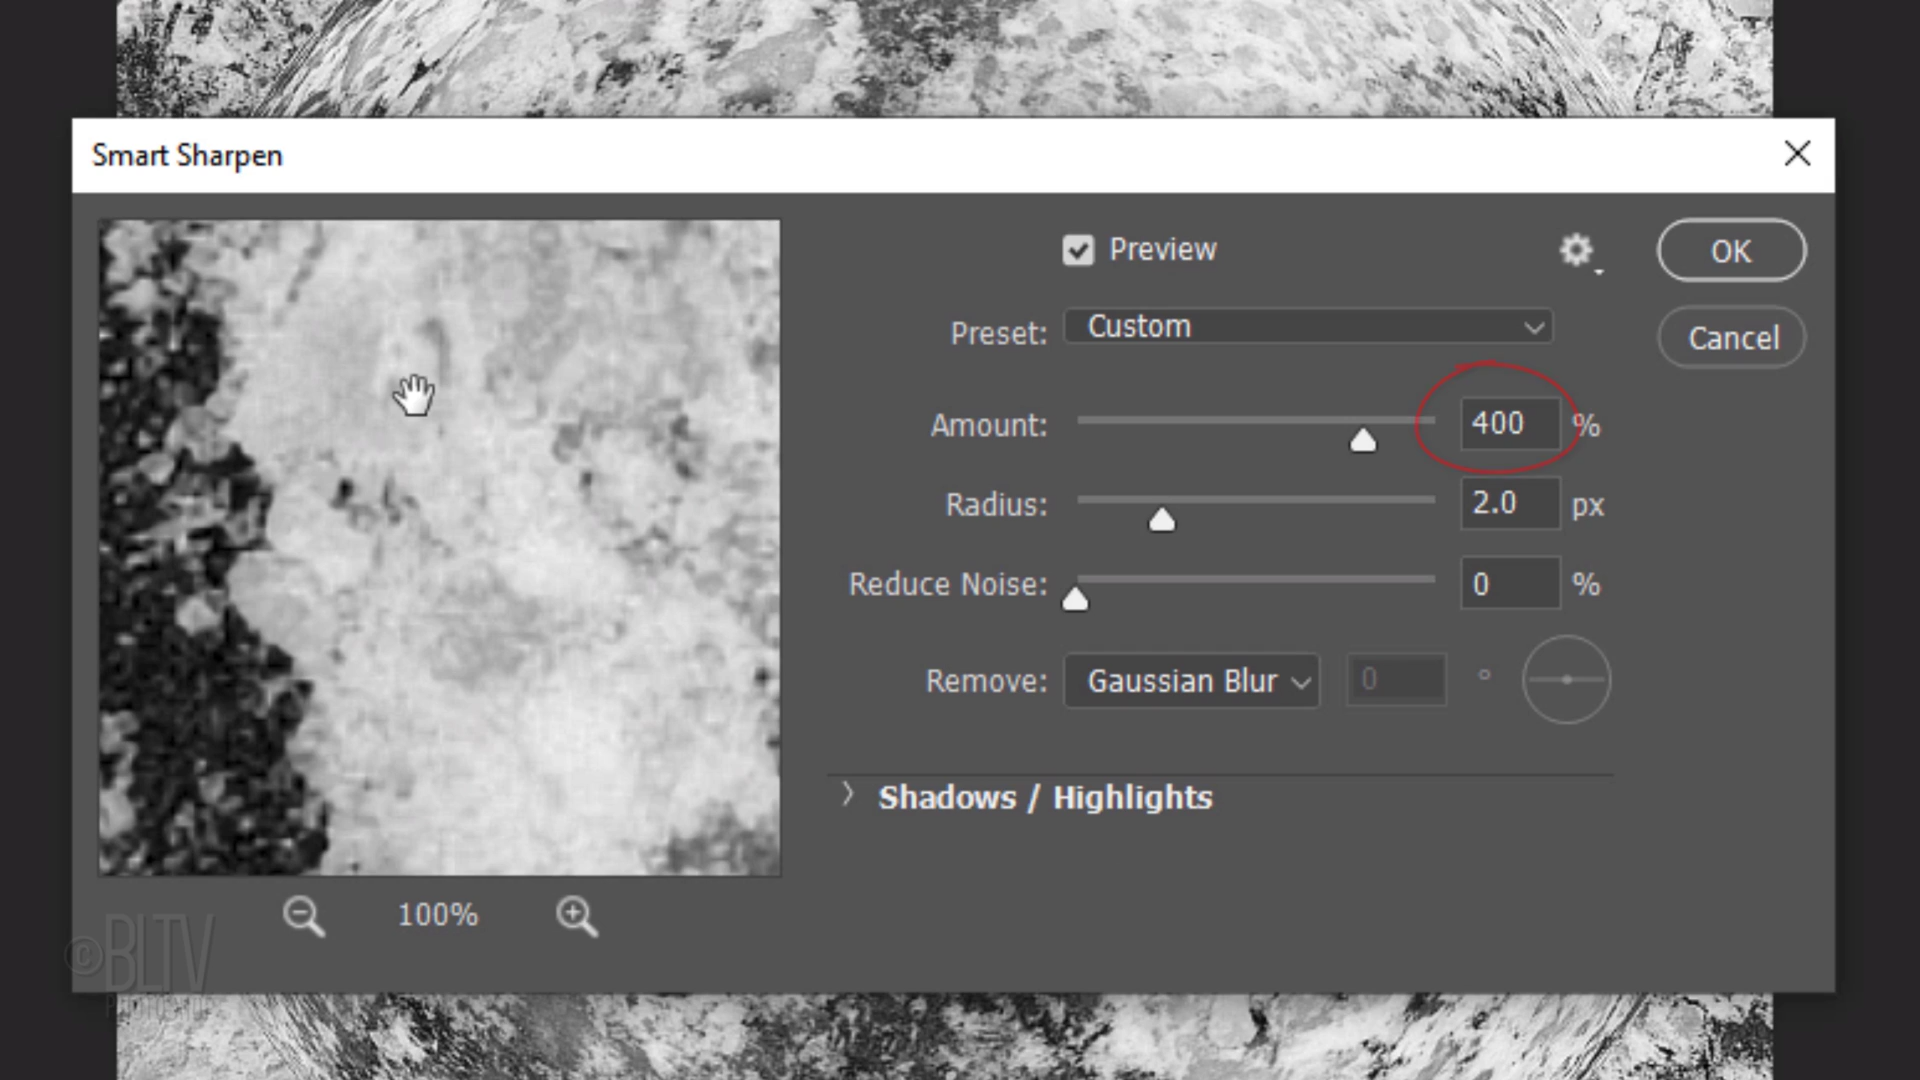 Smart Sharpen
Preview
OK
Preset: Custom
Cancel
Amount: 400 %
Radius: 2.0 px
Reduce Noise: 0 %
Remove: Gaussian Blur 0 °
Shadows / Highlights
100%
©BLTV